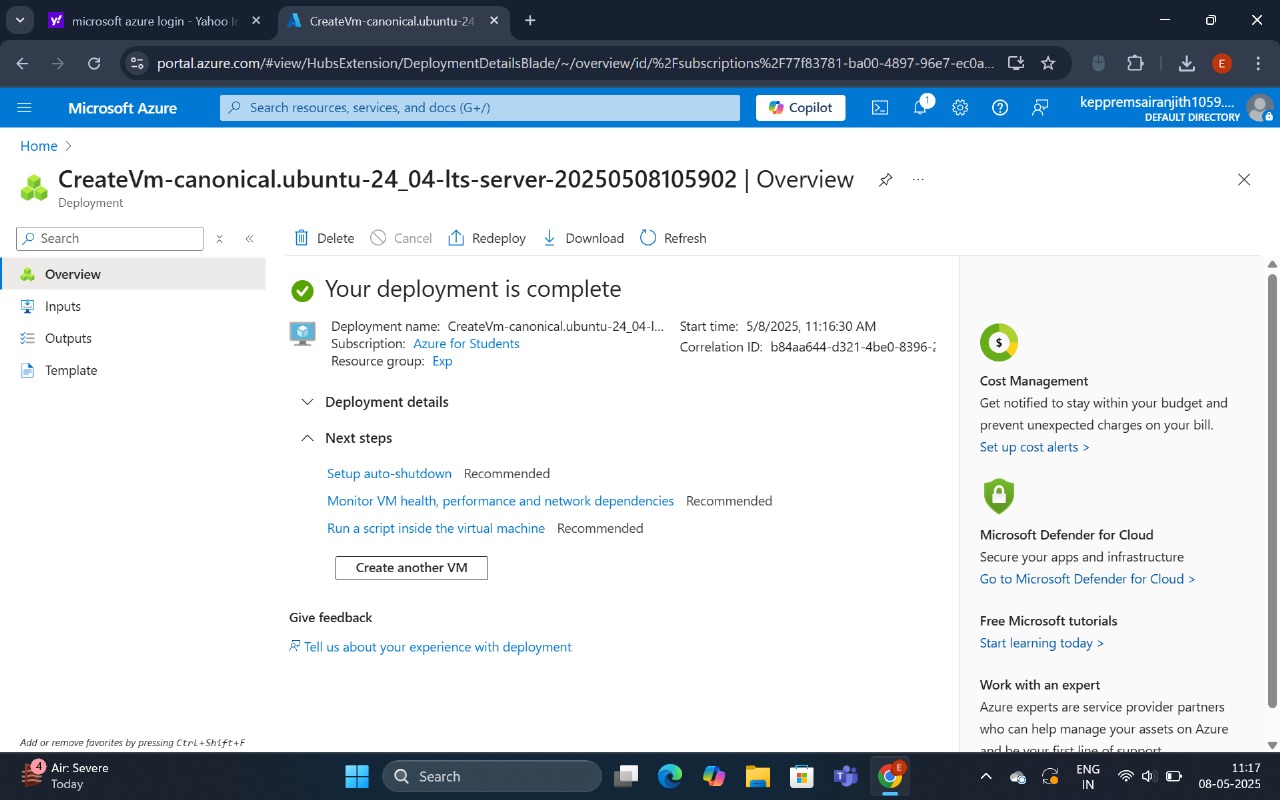 microsoft azure login - Yahoo I
CreateVm-canonical.ubuntu-24
portal.azure.com/#view/HubsExtension/DeploymentDetailsBlade/~/overview/id/%2Fsubscriptions%2F77f83781-ba00-4897-96e7-ec0a...
E
Microsoft Azure
Search resources, services, and docs (G+/)
Copilot
1
keppremsairanjith1059....
DEFAULT DIRECTORY
Home
CreateVm-canonical.ubuntu-24_04-lts-server-20250508105902 | Overview
Deployment
Search
Delete
Cancel
Redeploy
Download
Refresh
Overview
Inputs
Outputs
Template
Your deployment is complete
Deployment name: CreateVm-canonical.ubuntu-24_04-l...
Subscription: Azure for Students
Resource group: Exp
Start time: 5/8/2025, 11:16:30 AM
Correlation ID: b84aa644-d321-4be0-8396-2
Deployment details
Next steps
Setup auto-shutdown Recommended
Monitor VM health, performance and network dependencies Recommended
Run a script inside the virtual machine Recommended
Create another VM
Give feedback
Tell us about your experience with deployment
Cost Management
Get notified to stay within your budget and
prevent unexpected charges on your bill.
Set up cost alerts >
Microsoft Defender for Cloud
Secure your apps and infrastructure
Go to Microsoft Defender for Cloud >
Free Microsoft tutorials
Start learning today >
Work with an expert
Azure experts are service provider partners
who can help manage your assets on Azure
and be your first line of support.
Add or remove favorites by pressing Ctrl+Shift+F
4
Air: Severe
Today
Search
E
ENG
IN
11:17
08-05-2025